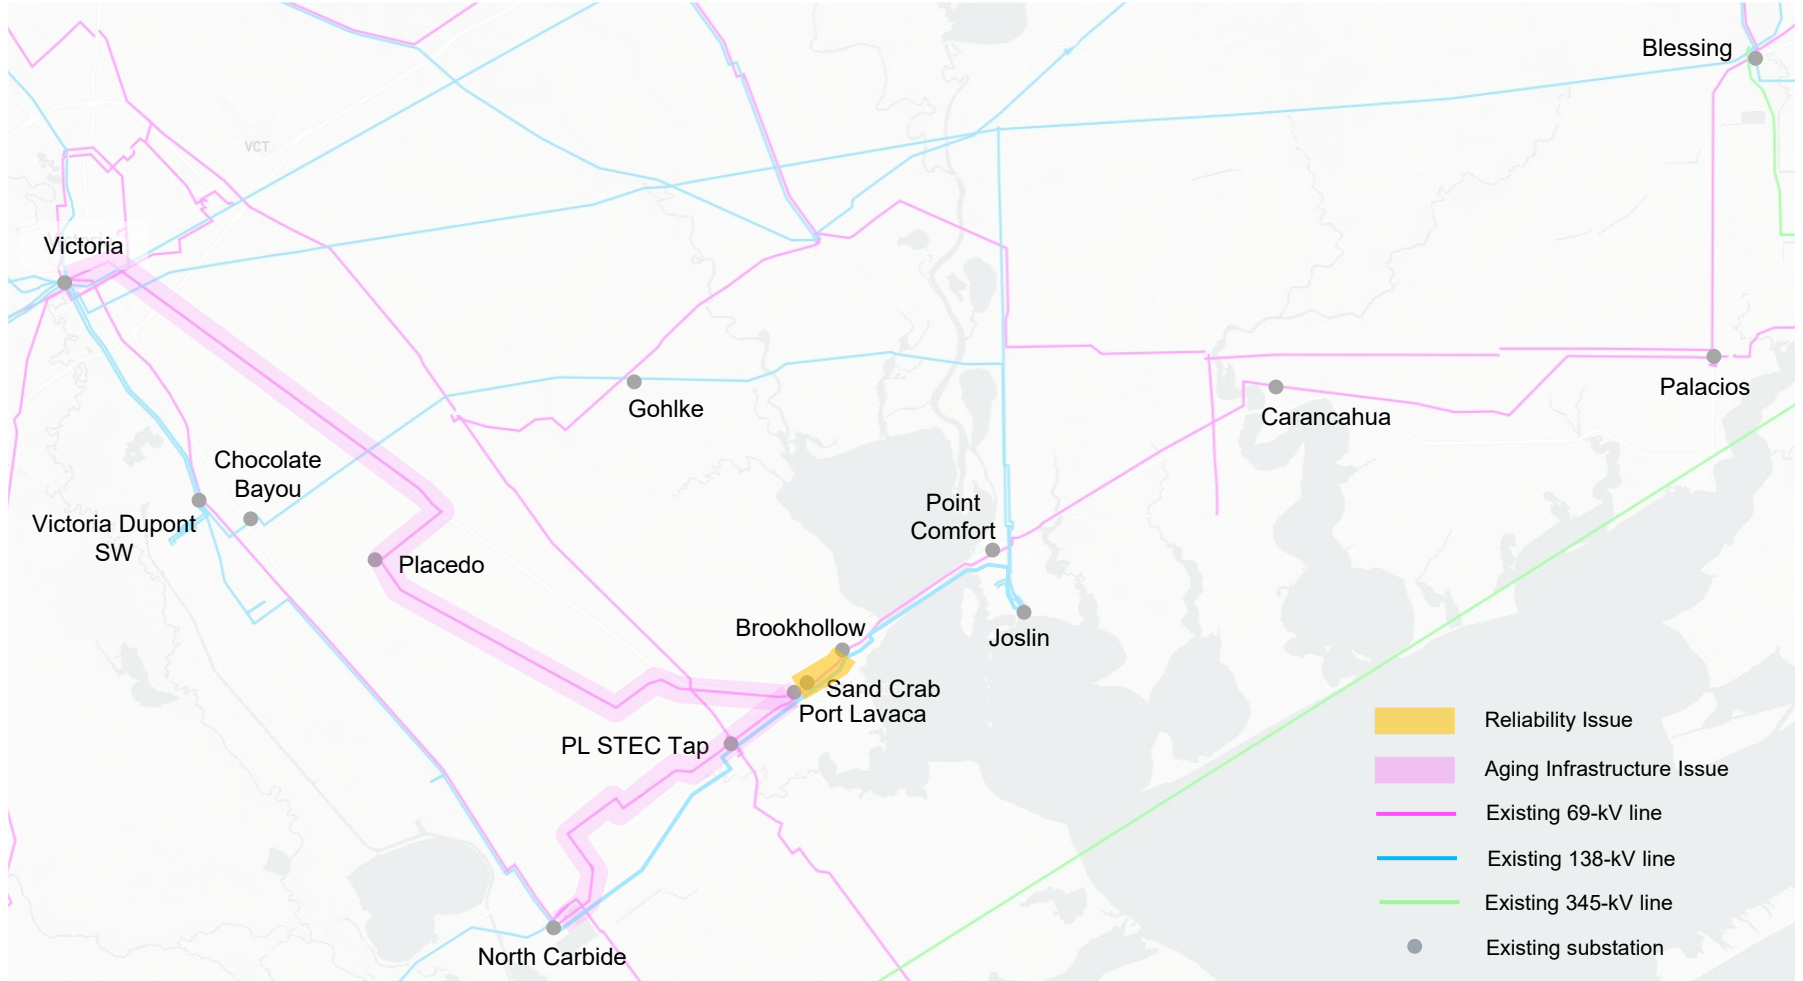 Blessing
VCT
Victoria
Gohlke
Palacios
Carancahua
Chocolate
Bayou
Victoria Dupont
SW
Point
Comfort
Placedo
Brookhollow
Joslin
Sand Crab
Port Lavaca
PL STEC Tap
North Carbide
Reliability Issue
Aging Infrastructure Issue
Existing 69-kV line
Existing 138-kV line
Existing 345-kV line
Existing substation